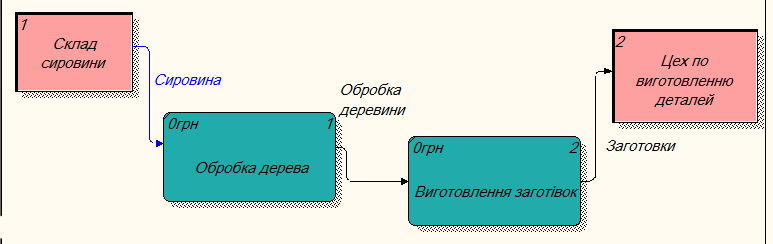 1
Склад
сировини
Сировина
0грн 1
Обробка дерева
Обробка
деревини
0грн 2
Виготовлення заготівок
Заготовки
2
Цех по
виготовленню
деталей